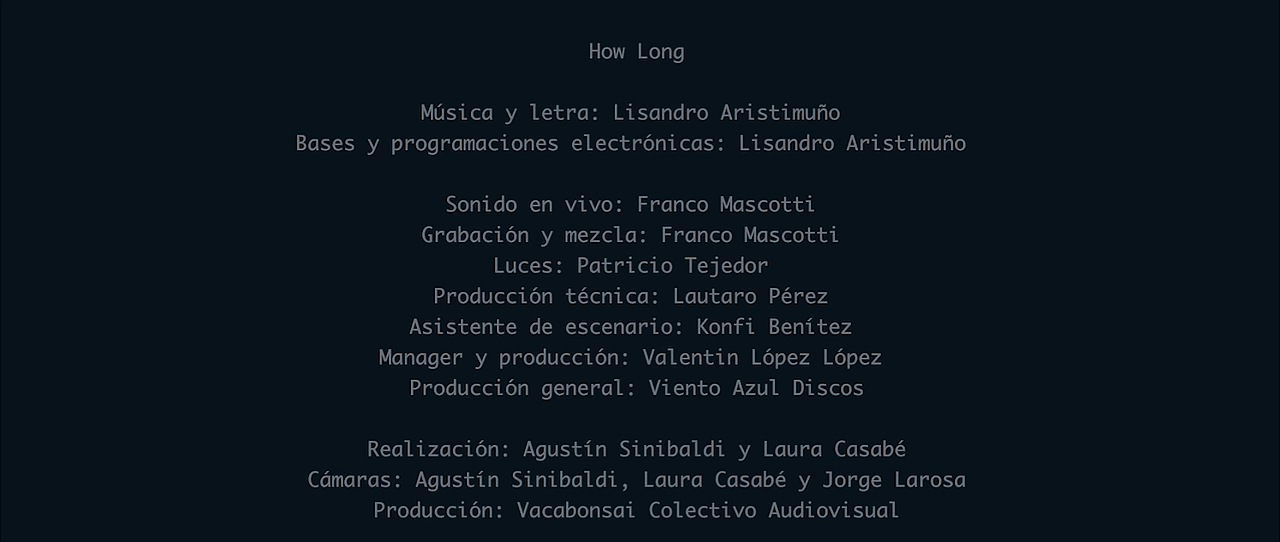 How Long
Música y letra: Lisandro Aristimuño
Bases y programaciones electrónicas: Lisandro Aristimuño
Sonido en vivo: Franco Mascotti
Grabación y mezcla: Franco Mascotti
Luces: Patricio Tejedor
Producción técnica: Lautaro Pérez
Asistente de escenario: Konfi Benítez
Manager y producción: Valentin López López
Producción general: Viento Azul Discos
Realización: Agustín Sinibaldi y Laura Casabé
Cámaras: Agustín Sinibaldi, Laura Casabé y Jorge Larosa
Producción: Vacabonsai Colectivo Audiovisual